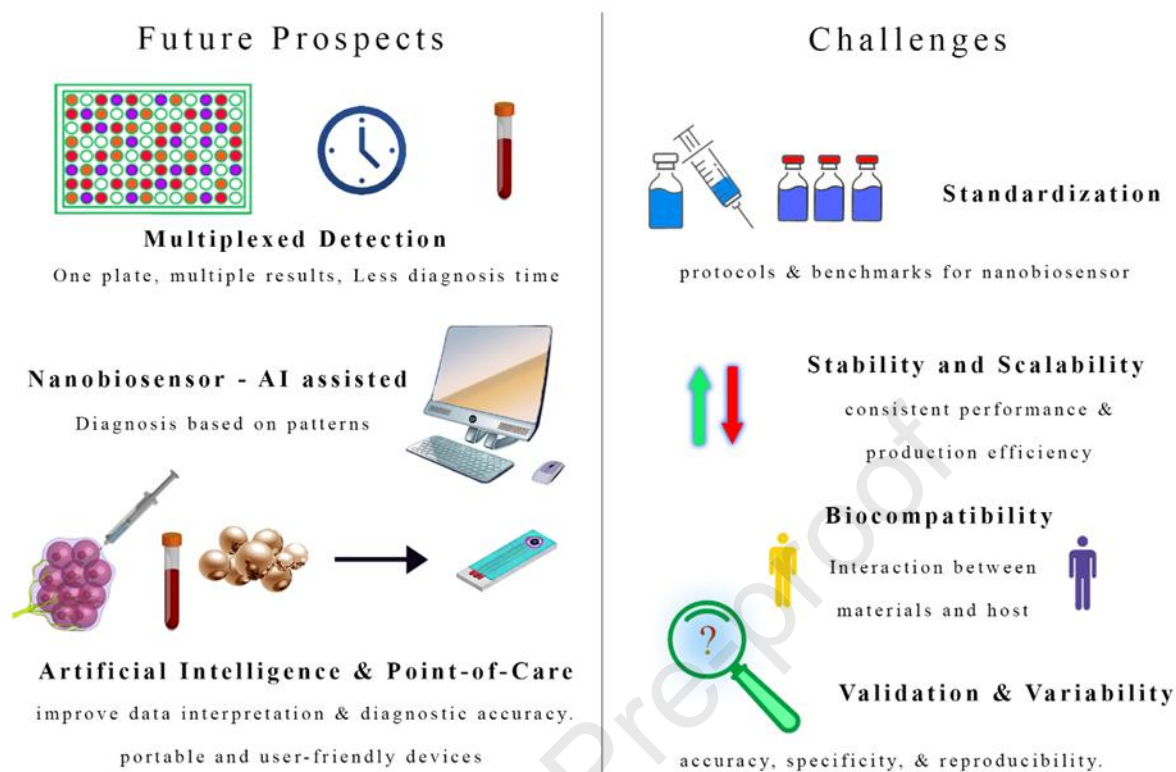 Future Prospects
Multiplexed Detection
One plate, multiple results, Less diagnosis time
Nanobiosensor - AI assisted
Diagnosis based on patterns
Artificial Intelligence & Point-of-Care
improve data interpretation & diagnostic accuracy.
portable and user-friendly devices
Challenges
Standardization
protocols & benchmarks for nanobiosensor
Stability and Scalability
consistent performance &
production efficiency
Biocompatibility
Interaction between
materials and host
?
Validation & Variability
accuracy, specificity, & reproducibility.
Pre-proof